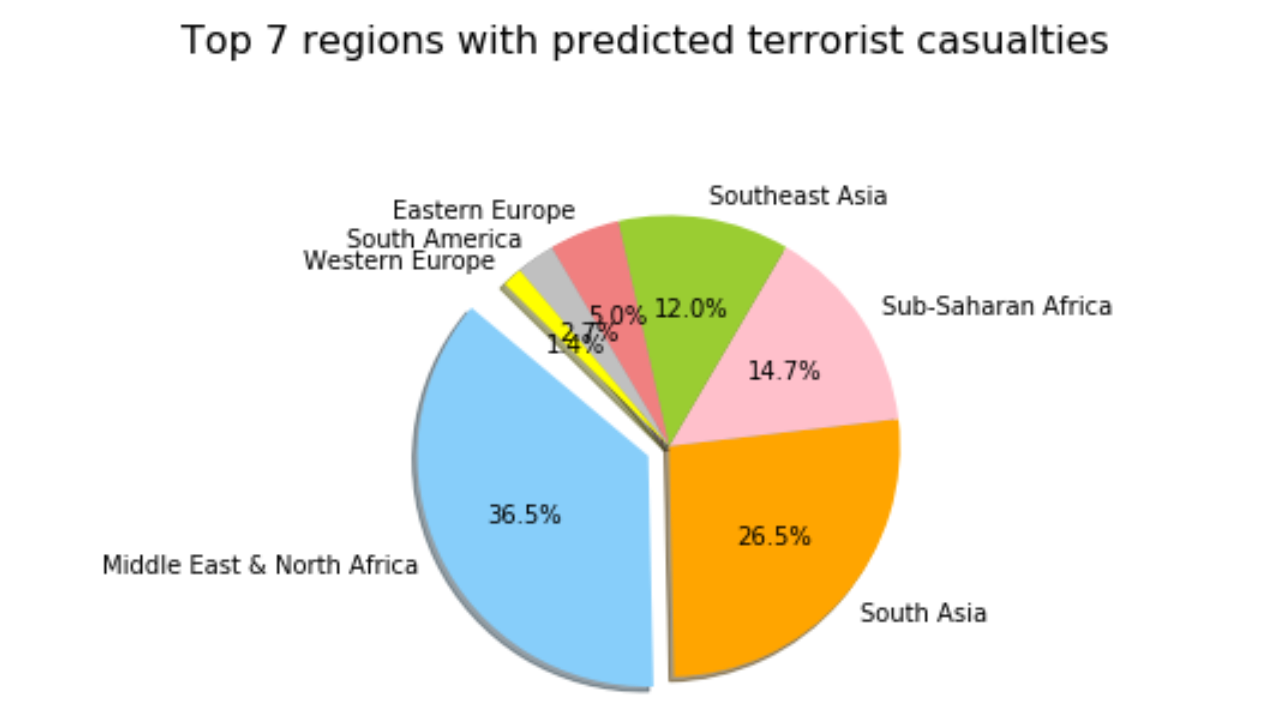 Top 7 regions with predicted terrorist casualties
Southeast Asia
Eastern Europe
South America
Western Europe
Sub-Saharan Africa
5.0%
12.0%
2.7%
1.4%
14.7%
36.5%
26.5%
Middle East & North Africa
South Asia